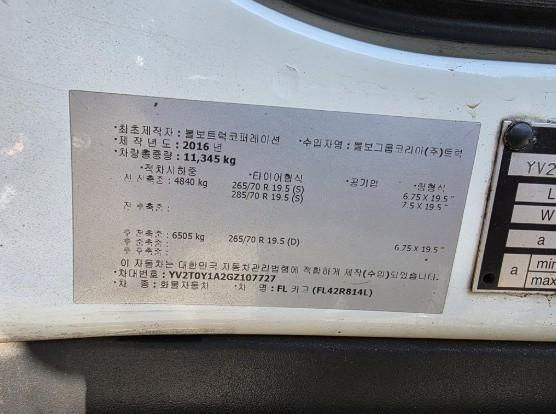 ·최초제작자 : 볼보트럭코퍼레이션 ·수입자명 : 볼보그룹코리아(주)트럭
·제 작 년 도 : 2016 년
·차량총중량 : 11,345 kg
·적차시하중 ·타이어형식 ·공기압 ·림형식
4840 kg 265/70 R 19.5 (S) 6.75 X 19.5 "
285/70 R 19.5 (S) 7.5 X 19.5 "
6505 kg 265/70 R 19.5 (D) 6.75 X 19.5 "
이 자동차는 대한민국 자동차관리법령에 적합하게 제작(수입)되었습니다
·차대번호 : YV2T0Y1A2GZ107727
·차 종 : 화물자동차 ·차 명 : FL 카고 (FL42R814L)
YV2
L
W
a
a min
max